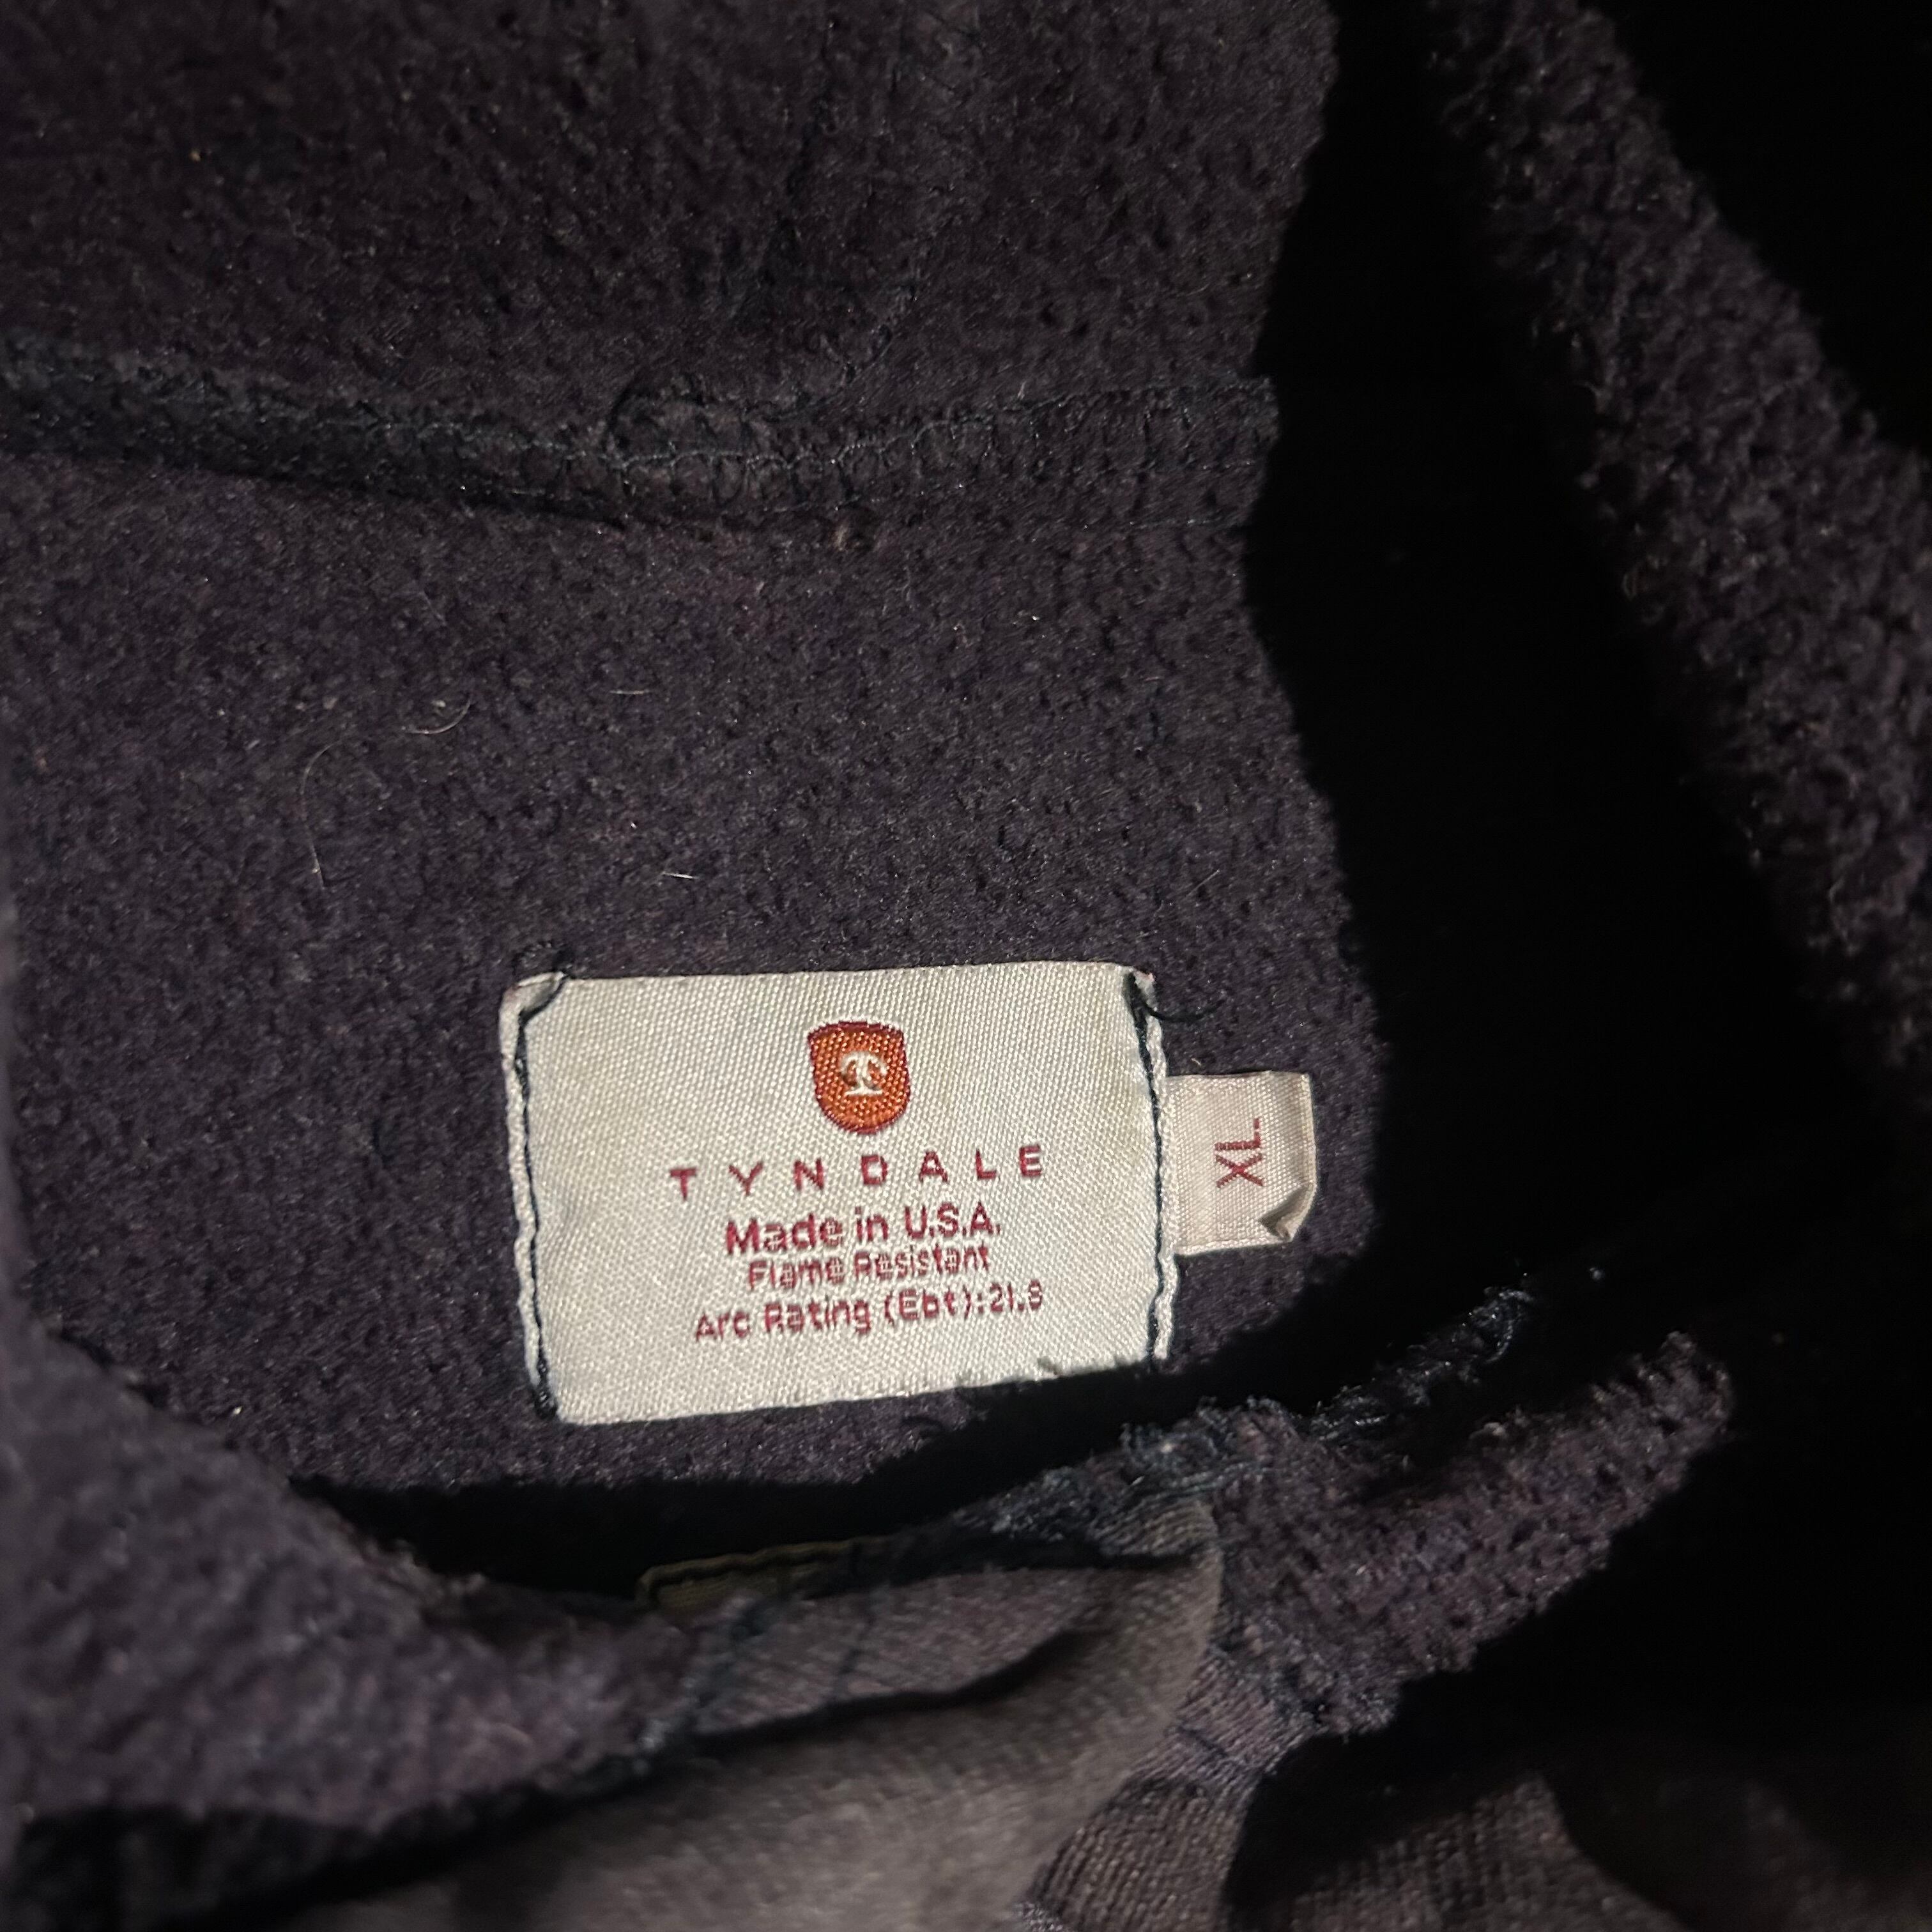 T
TYNDALE
Made in U.S.A.
Flame Resistant
Arc Rating (Ebt):21.8
XL